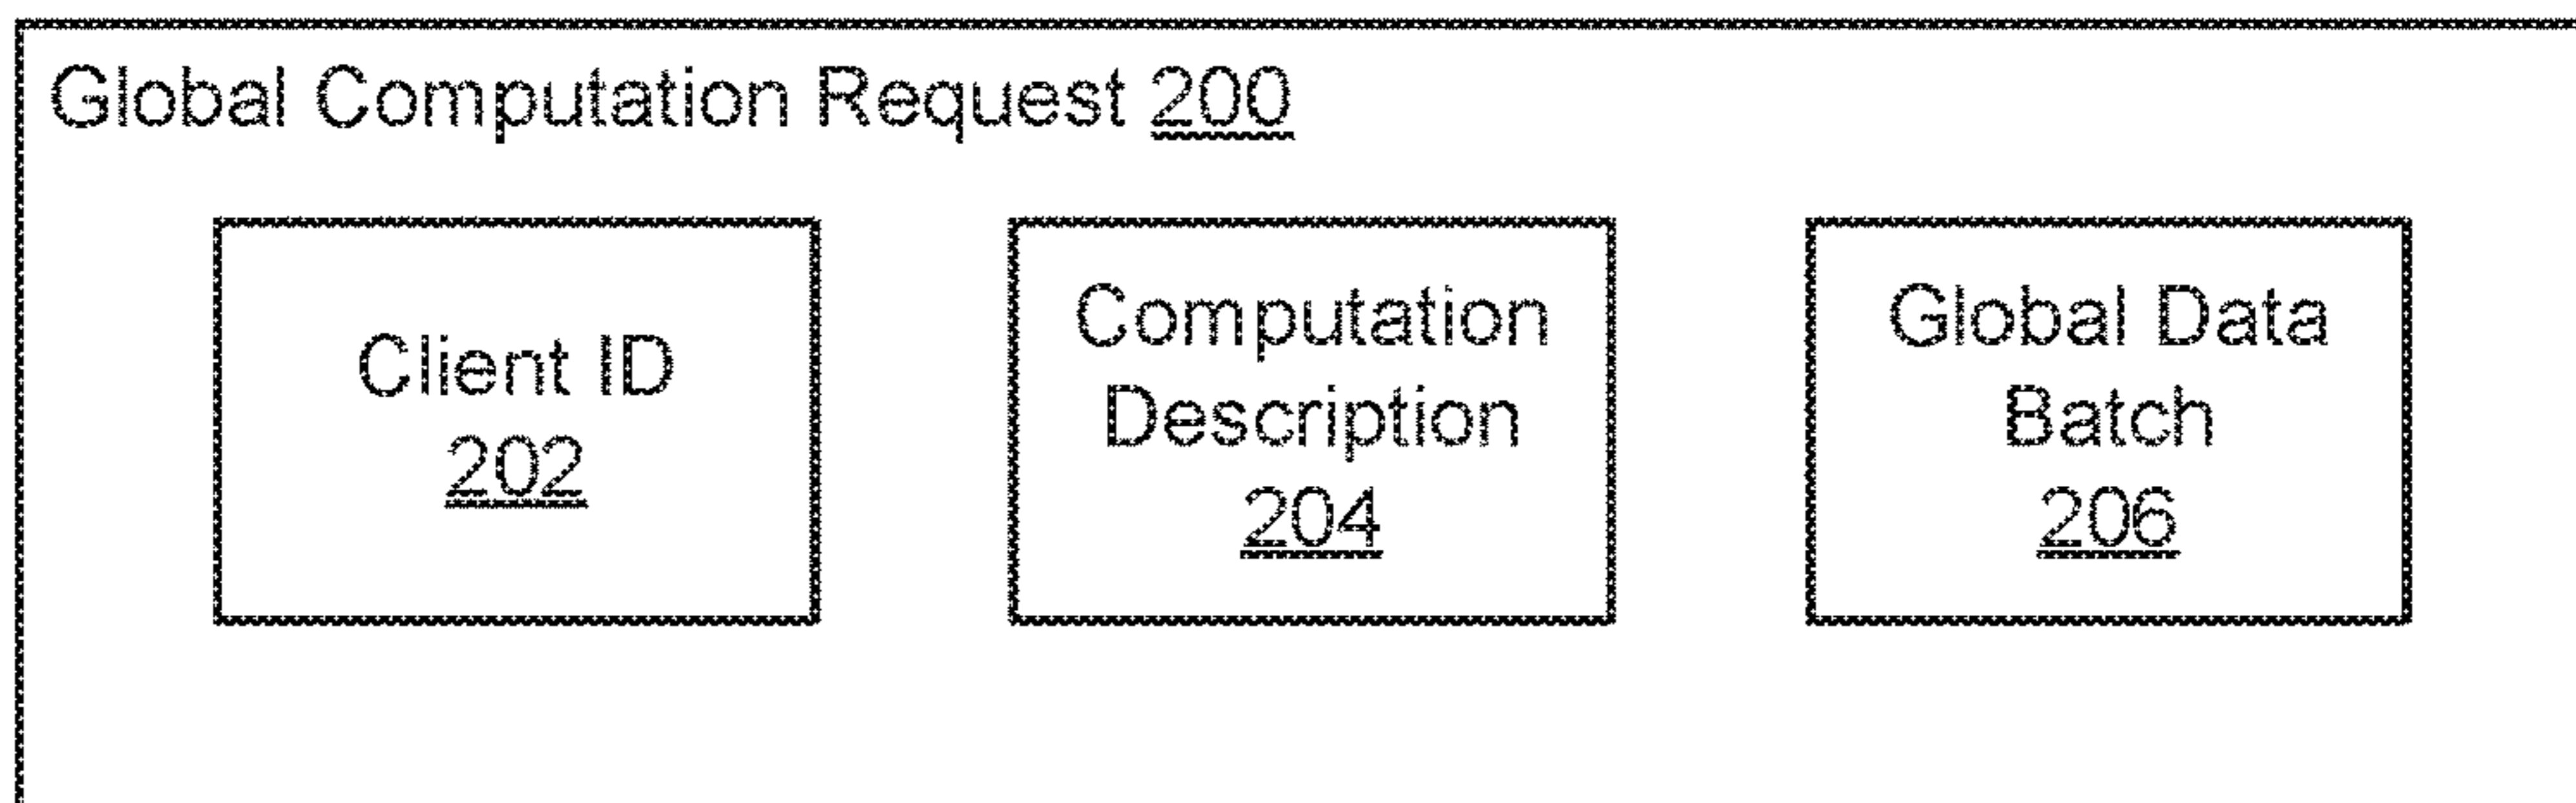 Global Computation Request 200
Client ID
202
Computation
Description
204
Global Data
Batch
206